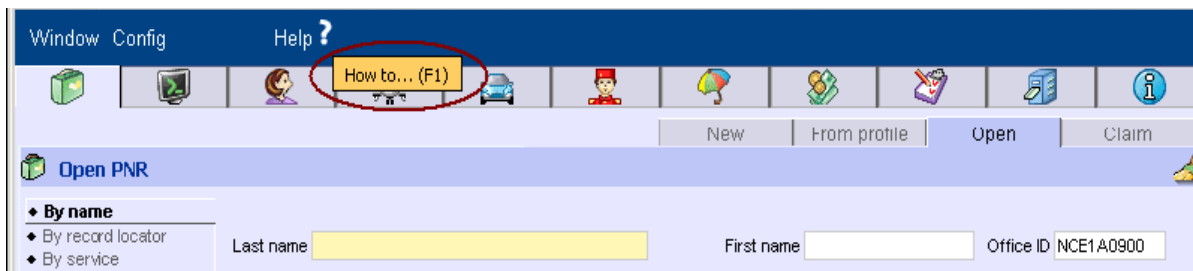 Window Config Help ?
How to... (F1)
New From profile Open Claim
Open PNR
By name
By record locator
By service
Last name First name Office ID NCE1A0900